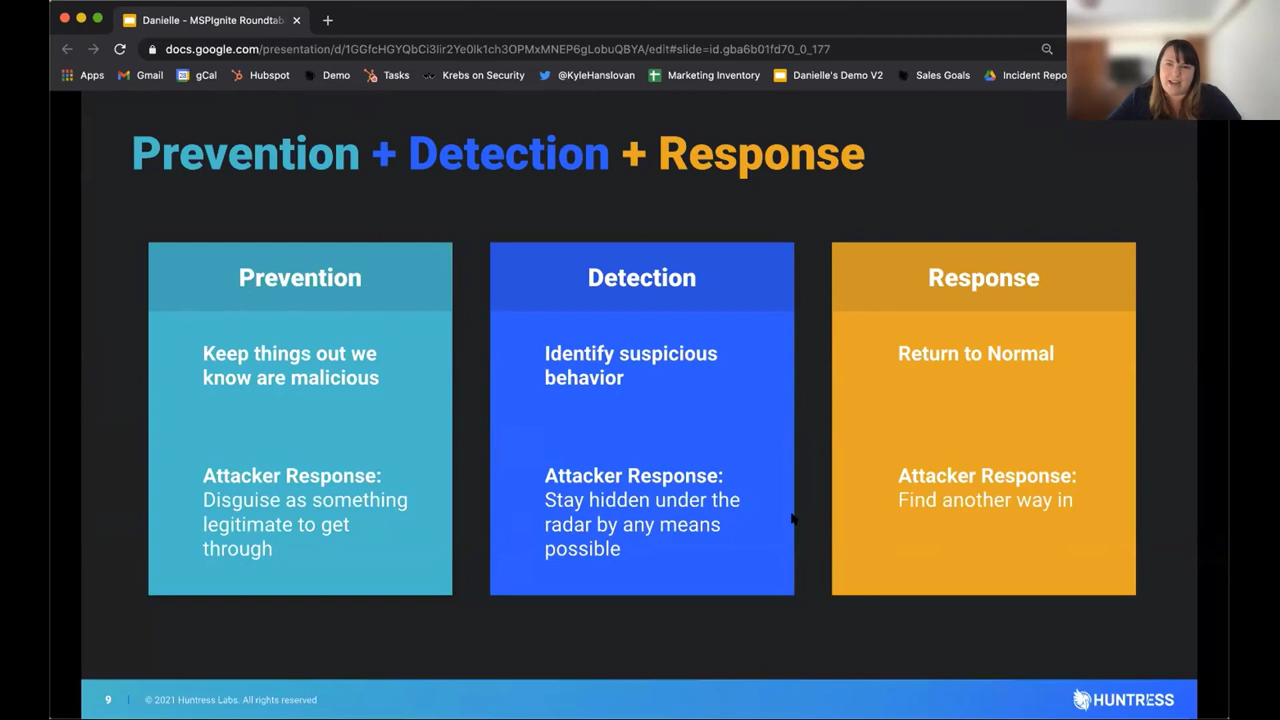 Danielle - MSPIgnite Roundtab
docs.google.com/presentation/d/1GGfcHGYQbCi3lir2Ye0lk1ch3OPMxMNEP6gLobuQBYA/edit#slide=id.gba6b01fd70_0_177
Apps Gmail gCal Hubspot Demo Tasks Krebs on Security @KyleHanslovan Marketing Inventory Danielle's Demo V2 Sales Goals Incident Repo
Prevention + Detection + Response
Prevention
Keep things out we
know are malicious
Attacker Response:
Disguise as something
legitimate to get
through
Detection
Identify suspicious
behavior
Attacker Response:
Stay hidden under the
radar by any means
possible
Response
Return to Normal
Attacker Response:
Find another way in
9 | © 2021 Huntress Labs. All rights reserved
HUNTRESS